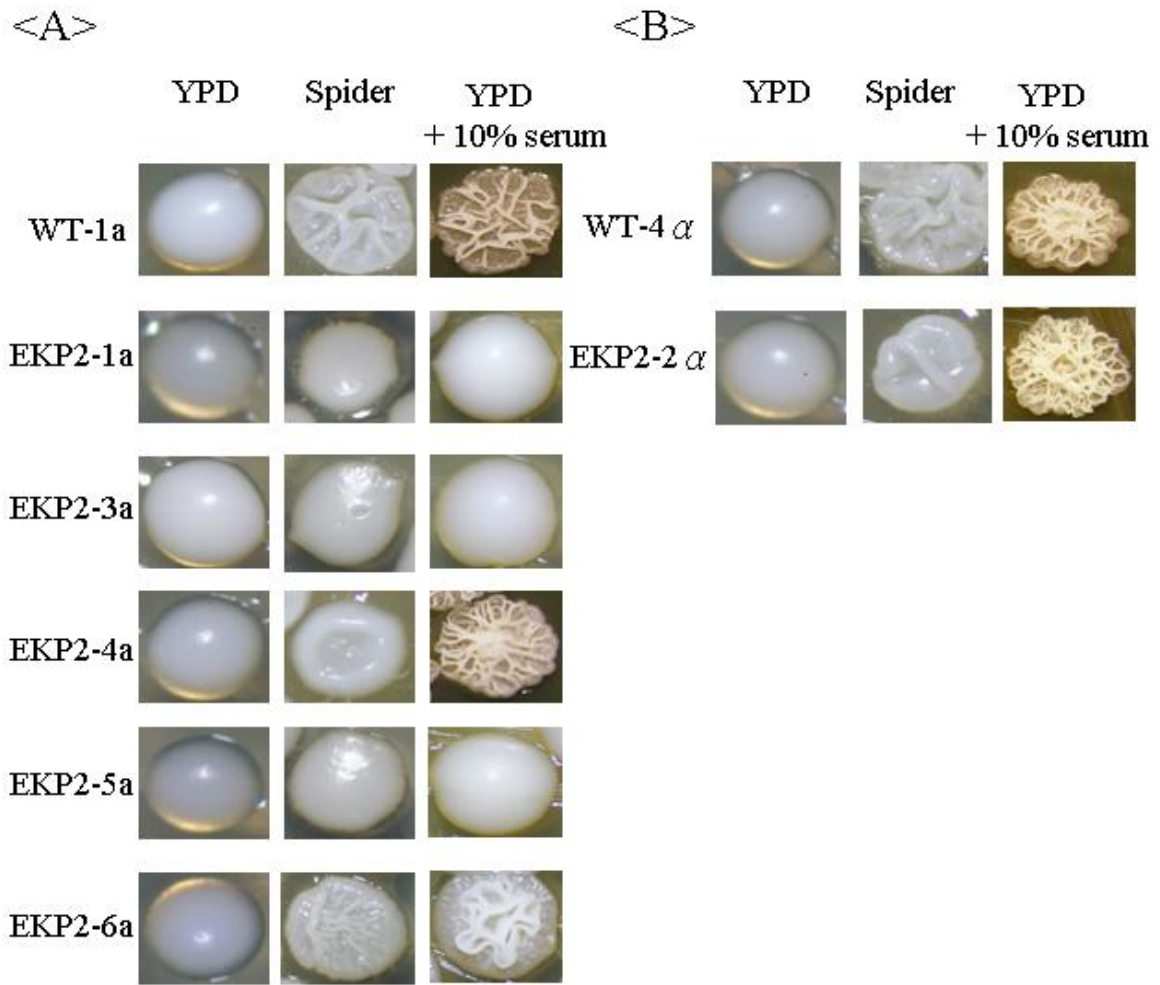 <A>
<B>
YPD Spider YPD
+ 10% serum
YPD Spider YPD
+ 10% serum
WT-1a
EKP2-1a
EKP2-3a
EKP2-4a
EKP2-5a
EKP2-6a
WT-4 α
EKP2-2 α